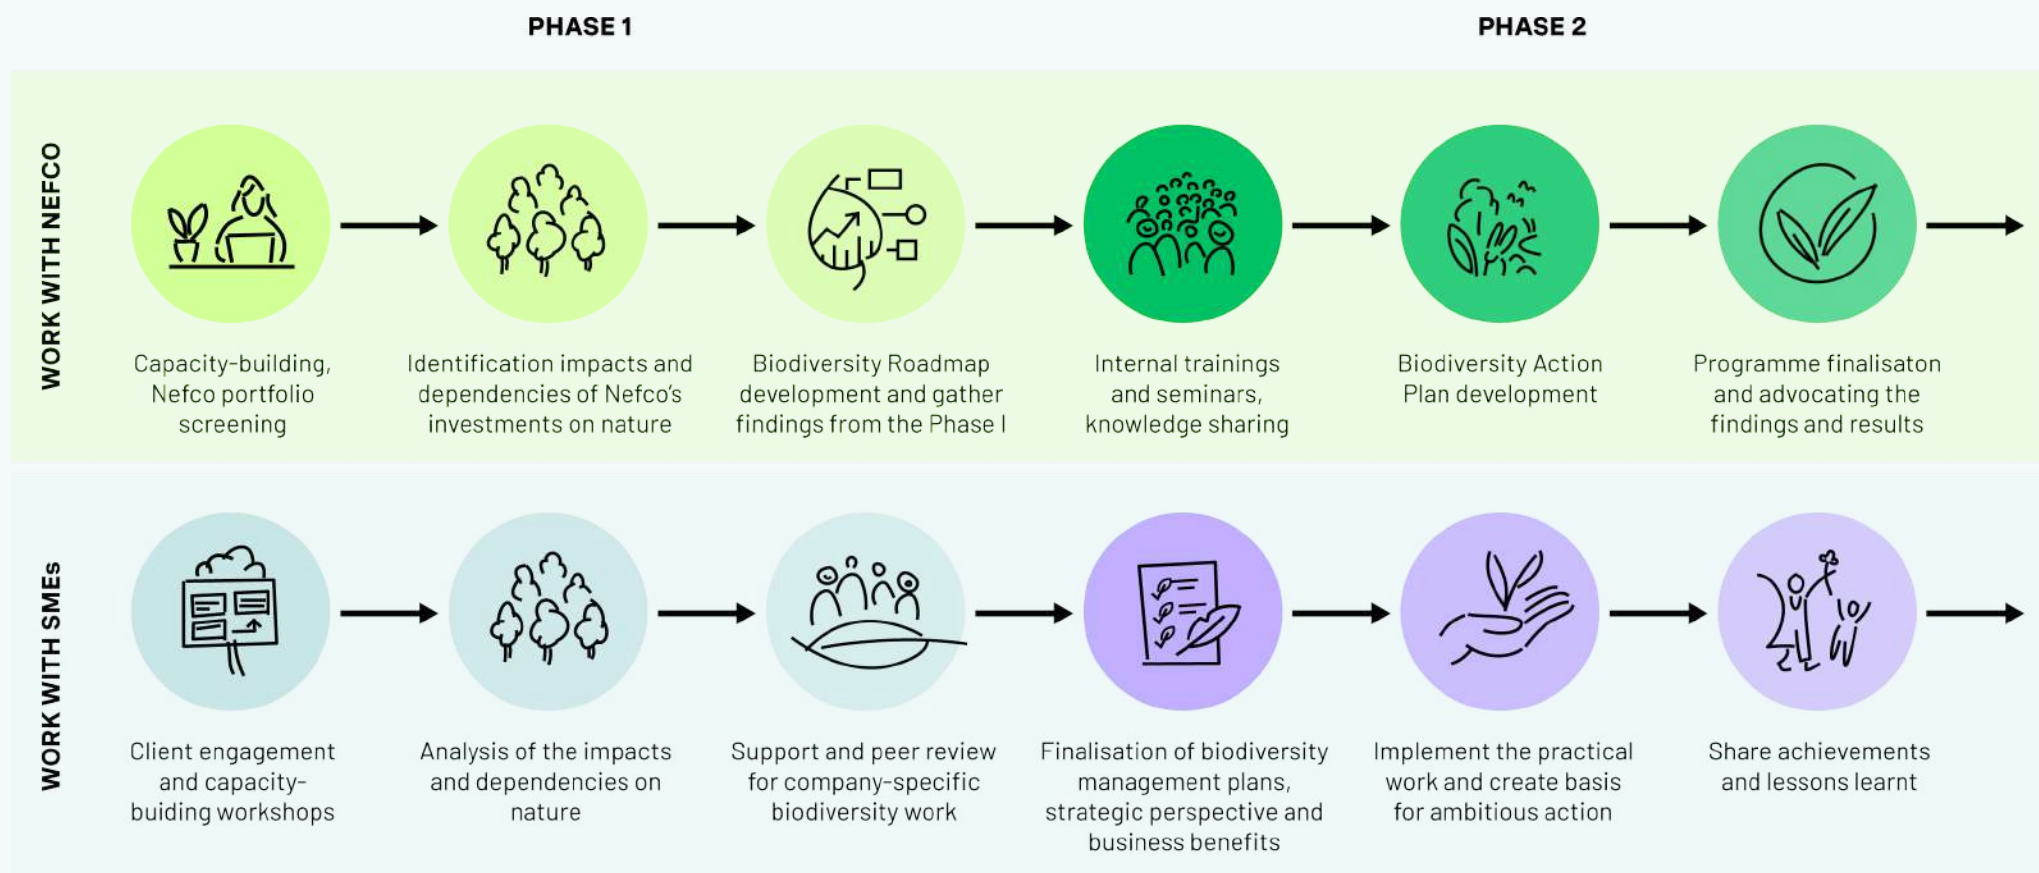 PHASE 1
PHASE 2
WORK WITH NEFCO
Capacity-building,
Nefco portfolio
screening
Identification impacts and
dependencies of Nefco's
investments on nature
Biodiversity Roadmap
development and gather
findings from the Phase I
Internal trainings
and seminars,
knowledge sharing
Biodiversity Action
Plan development
Programme finalisaton
and advocating the
findings and results
WORK WITH SMEs
Client engagement
and capacity-
buiding workshops
Analysis of the impacts
and dependencies on
nature
Support and peer review
for company-specific
biodiversity work
Finalisation of biodiversity
management plans,
strategic perspective and
business benefits
Implement the practical
work and create basis
for ambitious action
Share achievements
and lessons learnt